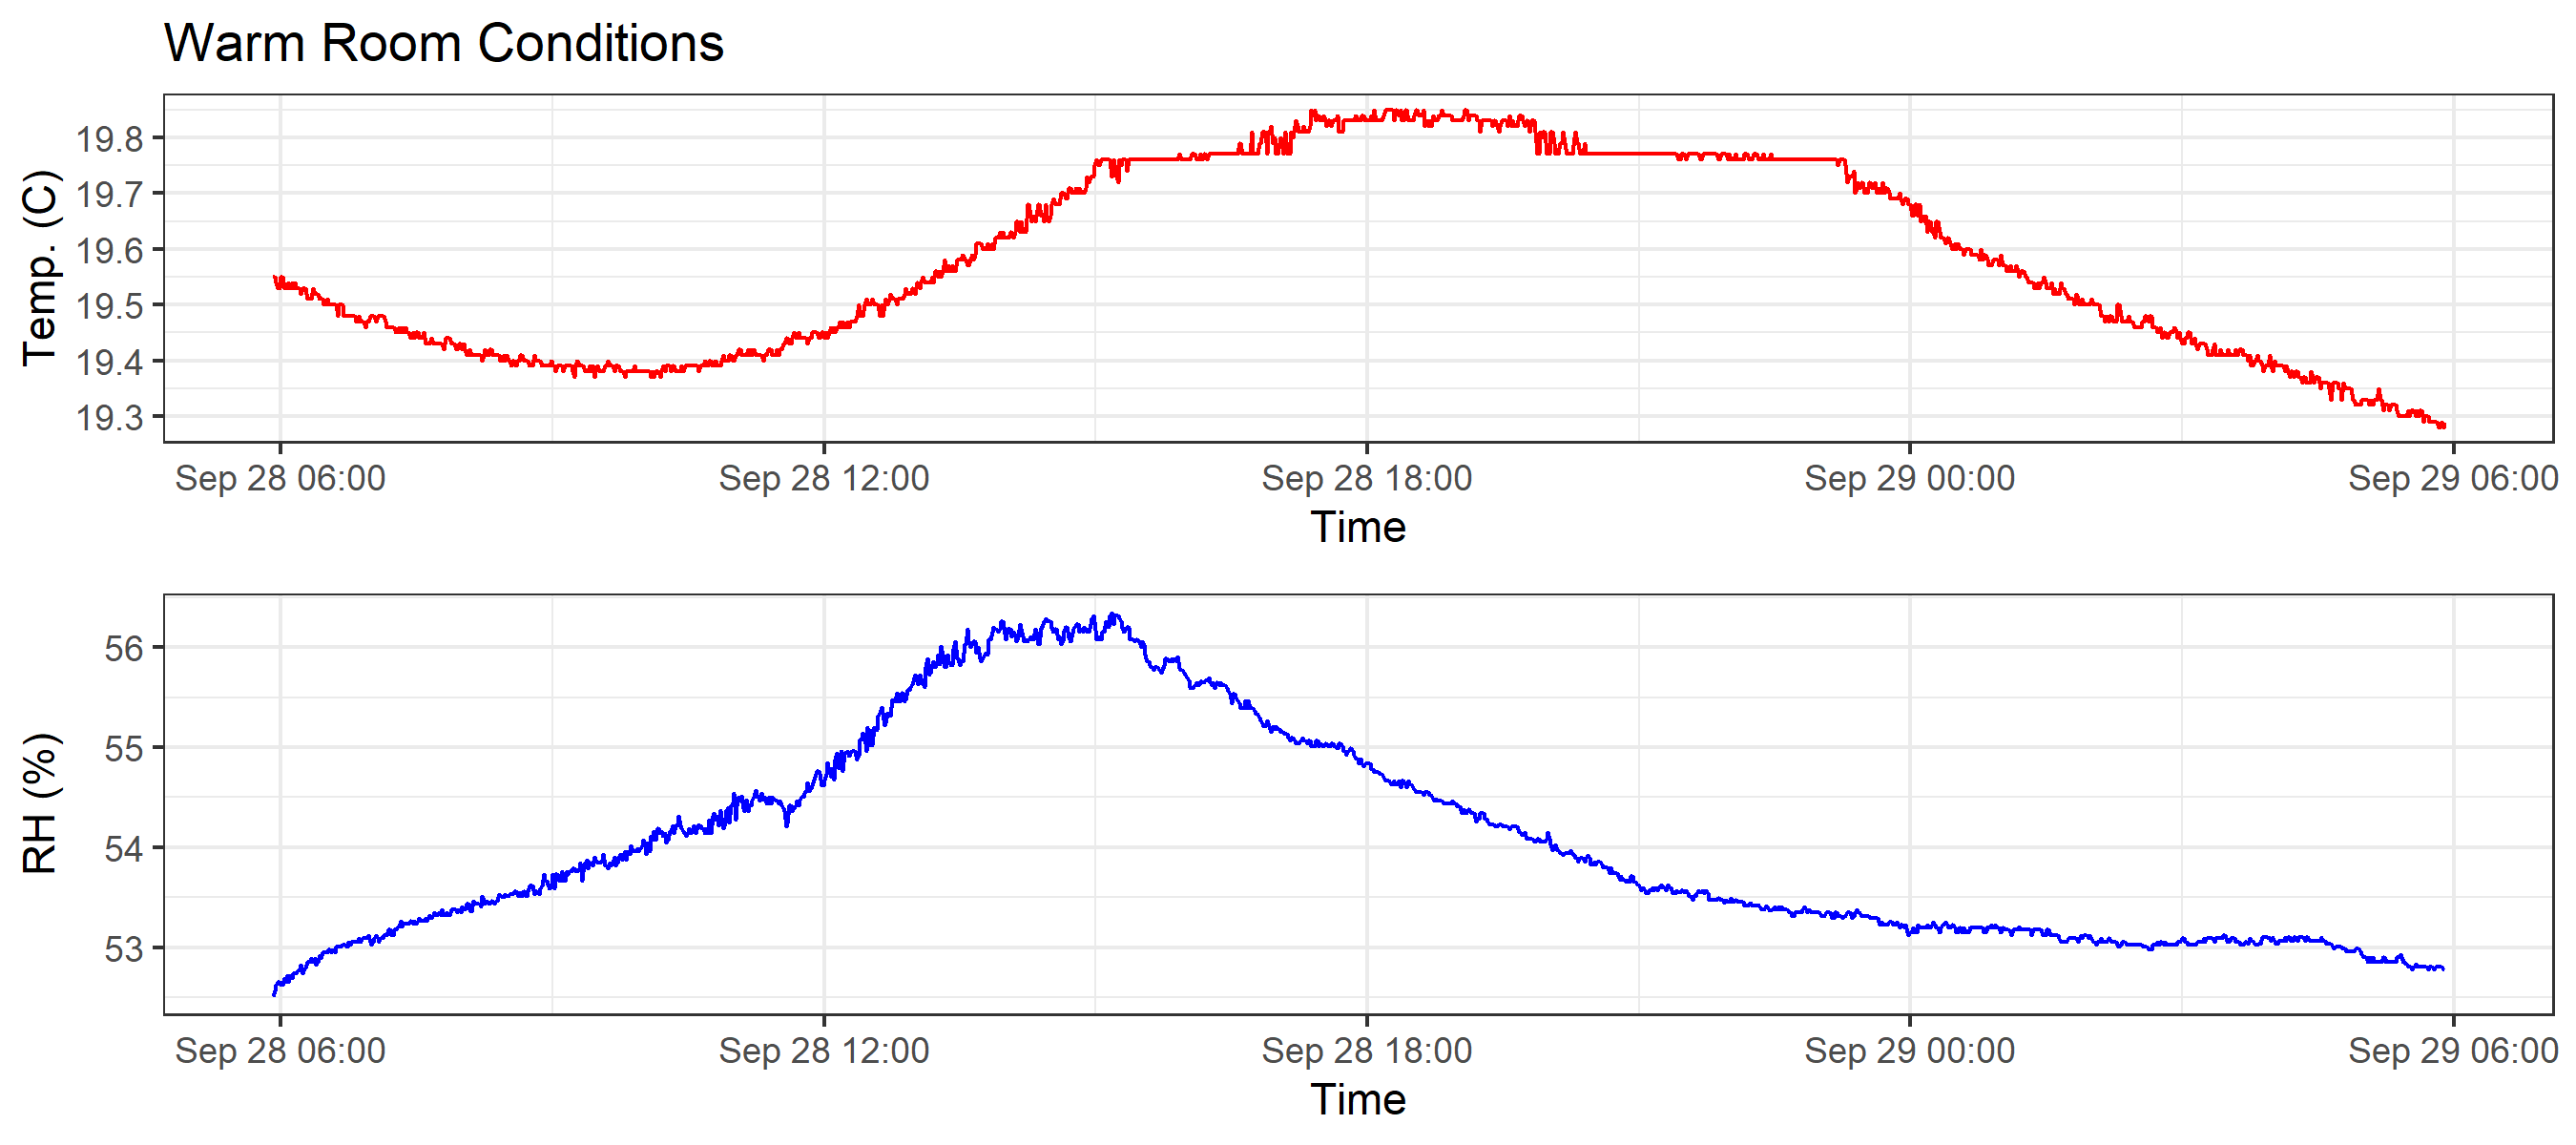 Warm Room Conditions
Temp. (C)
19.8
19.7
19.6
19.5
19.4
19.3
Sep 28 06:00 Sep 28 12:00 Sep 28 18:00 Sep 29 00:00 Sep 29 06:00
Time
RH (%)
56
55
54
53
Sep 28 06:00 Sep 28 12:00 Sep 28 18:00 Sep 29 00:00 Sep 29 06:00
Time